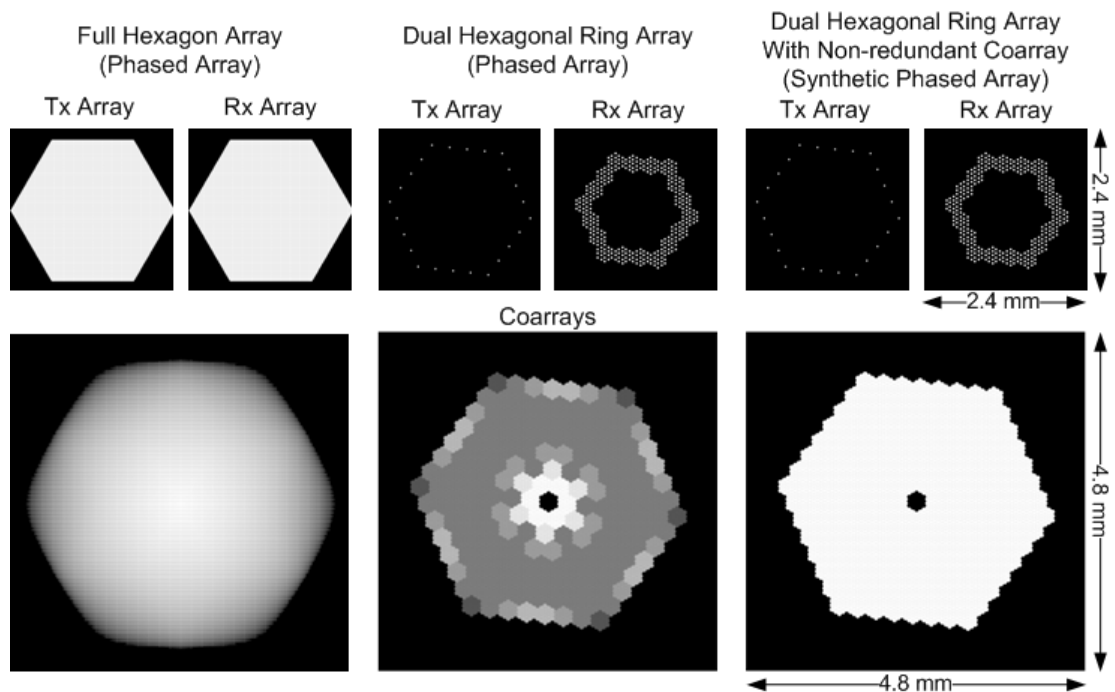 Full Hexagon Array
(Phased Array)
Tx Array
Rx Array
Dual Hexagonal Ring Array
(Phased Array)
Tx Array
Rx Array
Dual Hexagonal Ring Array
With Non-redundant Coarray
(Synthetic Phased Array)
Tx Array
Rx Array
2.4 mm
2.4 mm
Coarrays
4.8 mm
4.8 mm